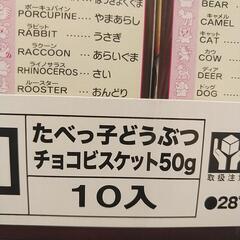 ポーキュパイン
PORCUPINE … やまあらし
ラビット
RABBIT …… うさぎ
ラクーン
RACCOON … あらいぐま
ライノサラス
RHINOCEROS … さい
ルースター
ROOSTER … おんどり
BEAR
キャメル
CAMEL
キャット
CAT
カウ
COW
ディア
DEER
ドッグ
DOG
たべっ子どうぶつ
チョコビスケット50g
10入
取扱注
●28°